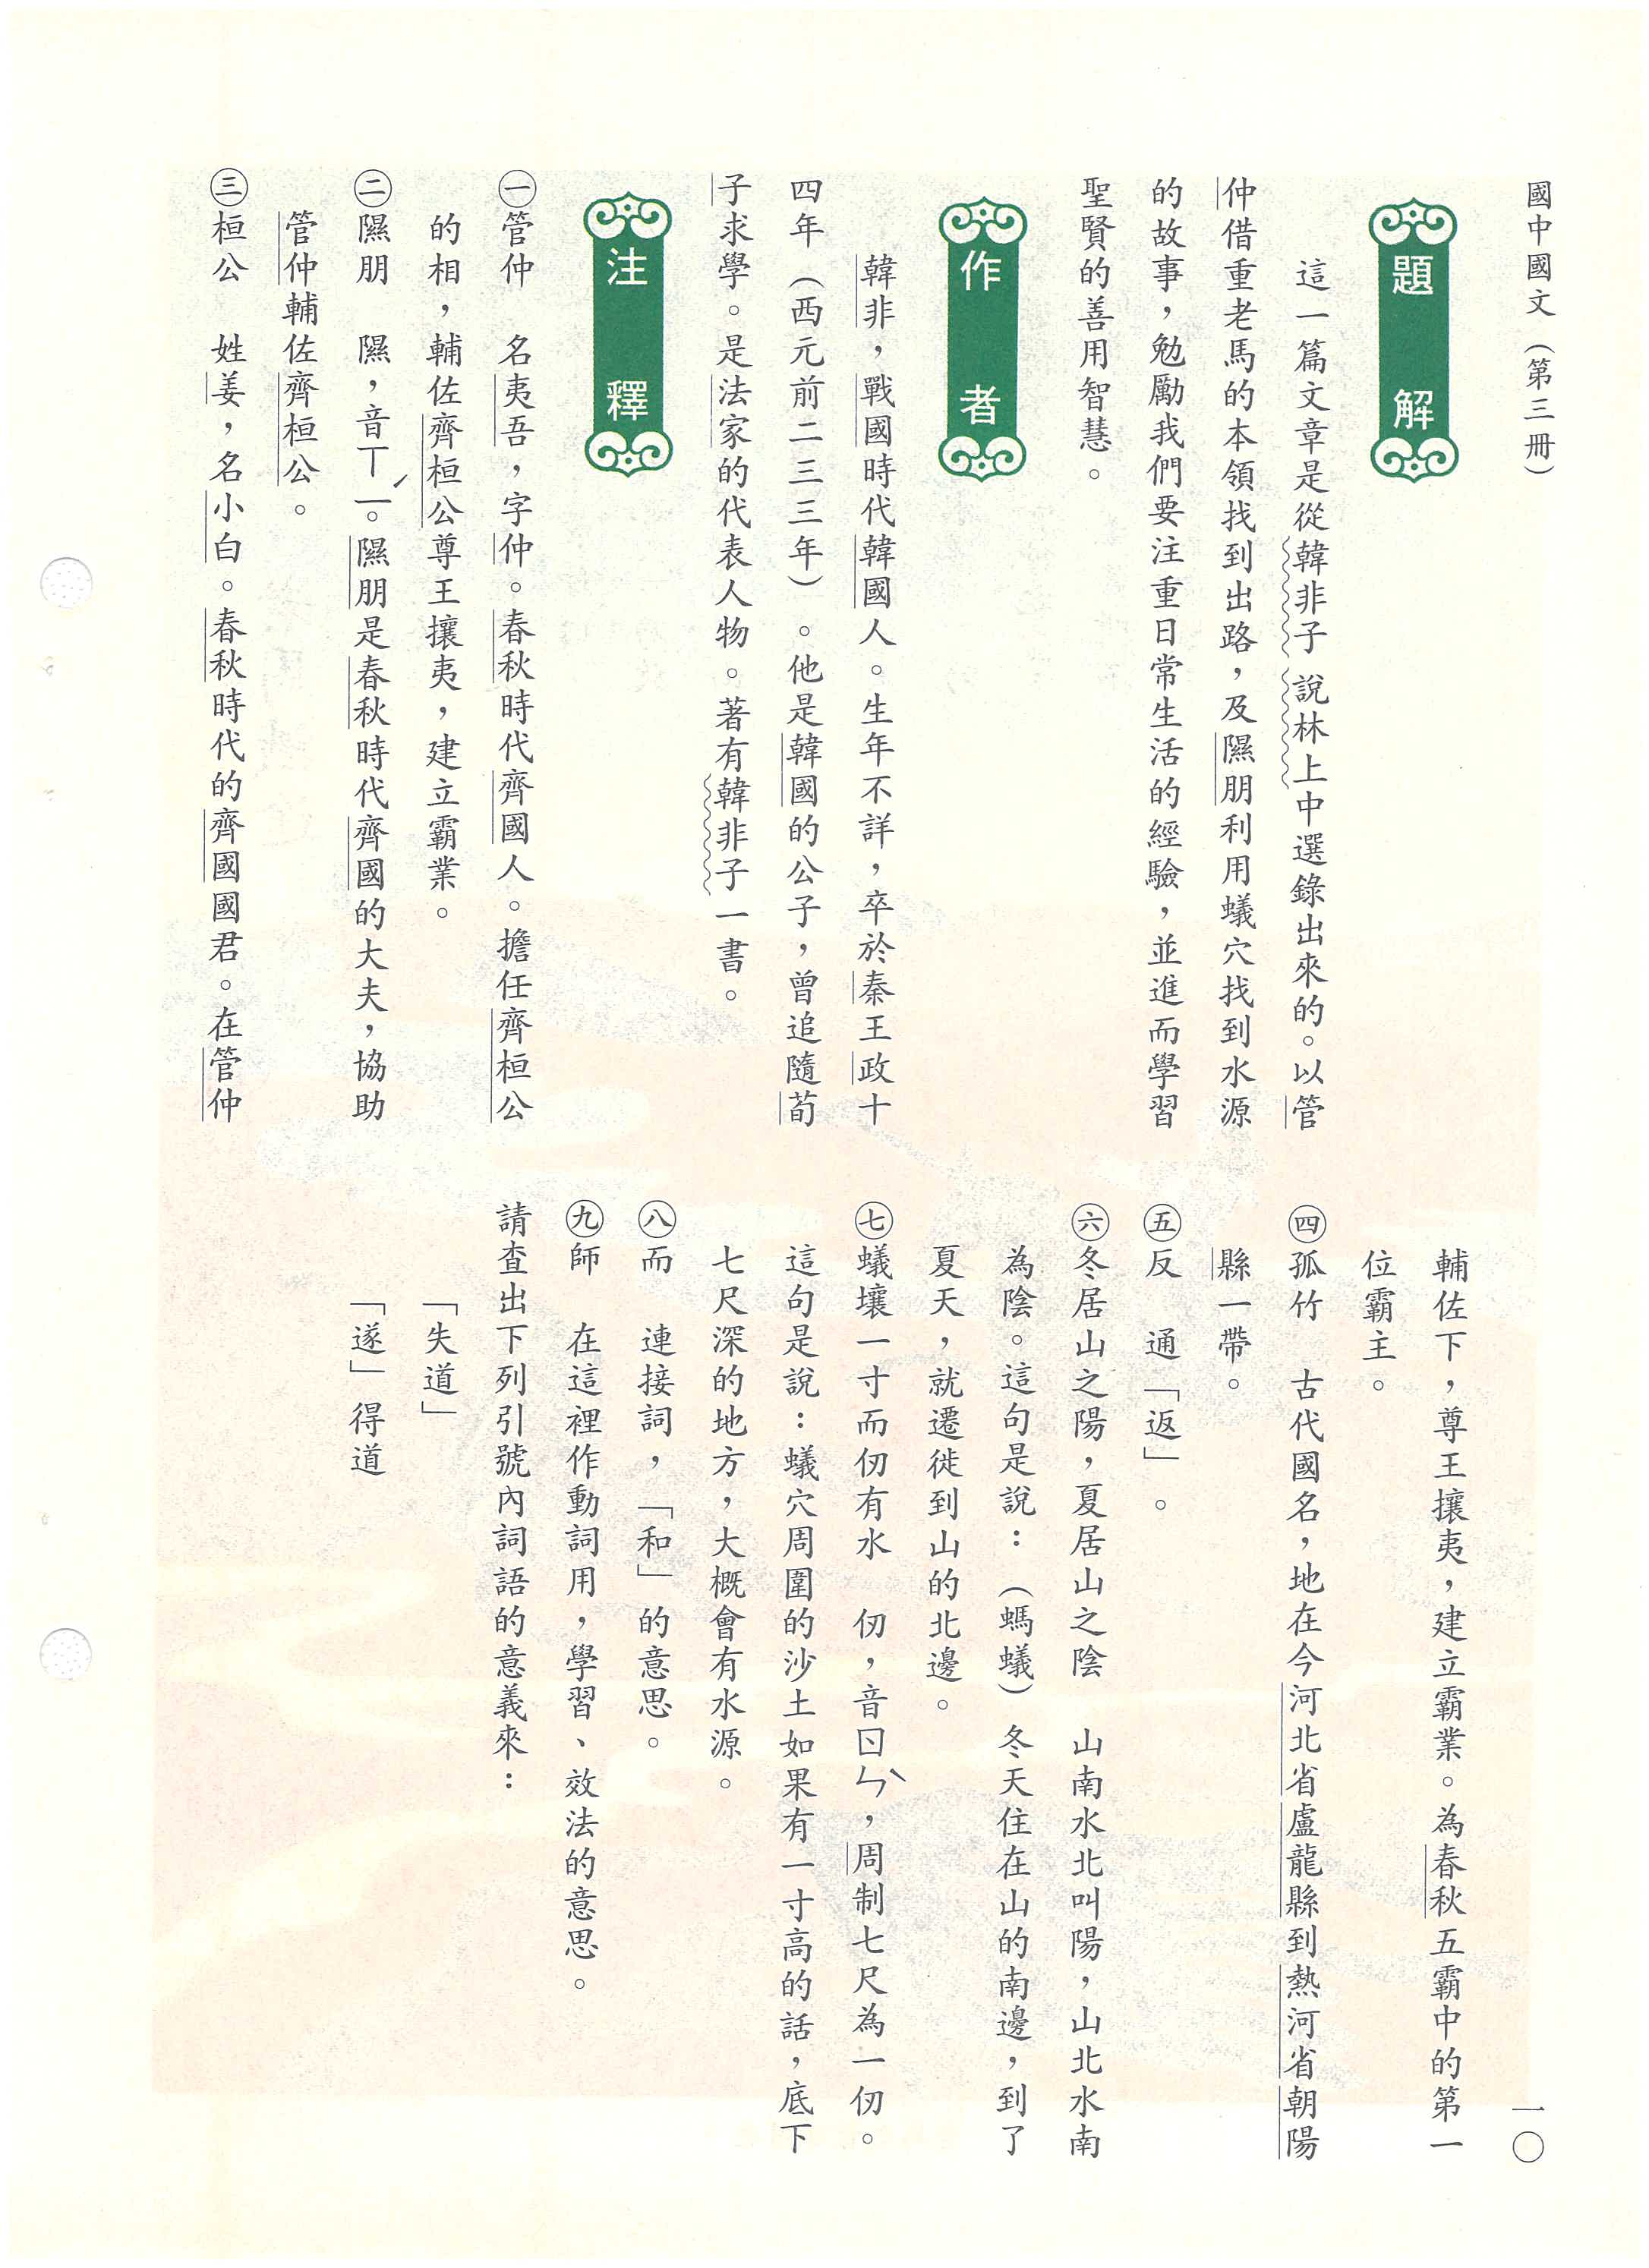 國中國文（第三冊）
題解
這一篇文章是從韓非子說林上中選錄出來的。以管
仲借重老馬的本領找到出路，及隰朋利用蟻穴找到水源
的故事，勉勵我們要注重日常生活的經驗，並進而學習
聖賢的善用智慧。
作者
韓非，戰國時代韓國人。生年不詳，卒於秦王政十
四年（西元前二三三年）。他是韓國的公子，曾追隨荀
子求學。是法家的代表人物。著有韓非子一書。
注釋
㊀管仲　名夷吾，字仲。春秋時代齊國人。擔任齊桓公
的相，輔佐齊桓公尊王攘夷，建立霸業。
㊁隰朋　隰，音ㄒㄧˊ。隰朋是春秋時代齊國的大夫，協助
管仲輔佐齊桓公。
㊂桓公　姓姜，名小白。春秋時代的齊國國君。在管仲
輔佐下，尊王攘夷，建立霸業。為春秋五霸中的第一
位霸主。
㊃孤竹　古代國名，地在今河北省盧龍縣到熱河省朝陽
縣一帶。
㊄反　通「返」。
㊅冬居山之陽，夏居山之陰　山南水北叫陽，山北水南
為陰。這句是說：（螞蟻）冬天住在山的南邊，到了
夏天，就遷徙到山的北邊。
㊆蟻壤一寸而仞有水　仞，音ㄖㄣˋ，周制七尺為一仞。
這句是說：蟻穴周圍的沙土如果有一寸高的話，底下
七尺深的地方，大概會有水源。
㊇而　連接詞，「和」的意思。
㊈師　在這裡作動詞用，學習、效法的意思。
請查出下列引號內詞語的意義來：
「失道」
「遂」得道
一〇